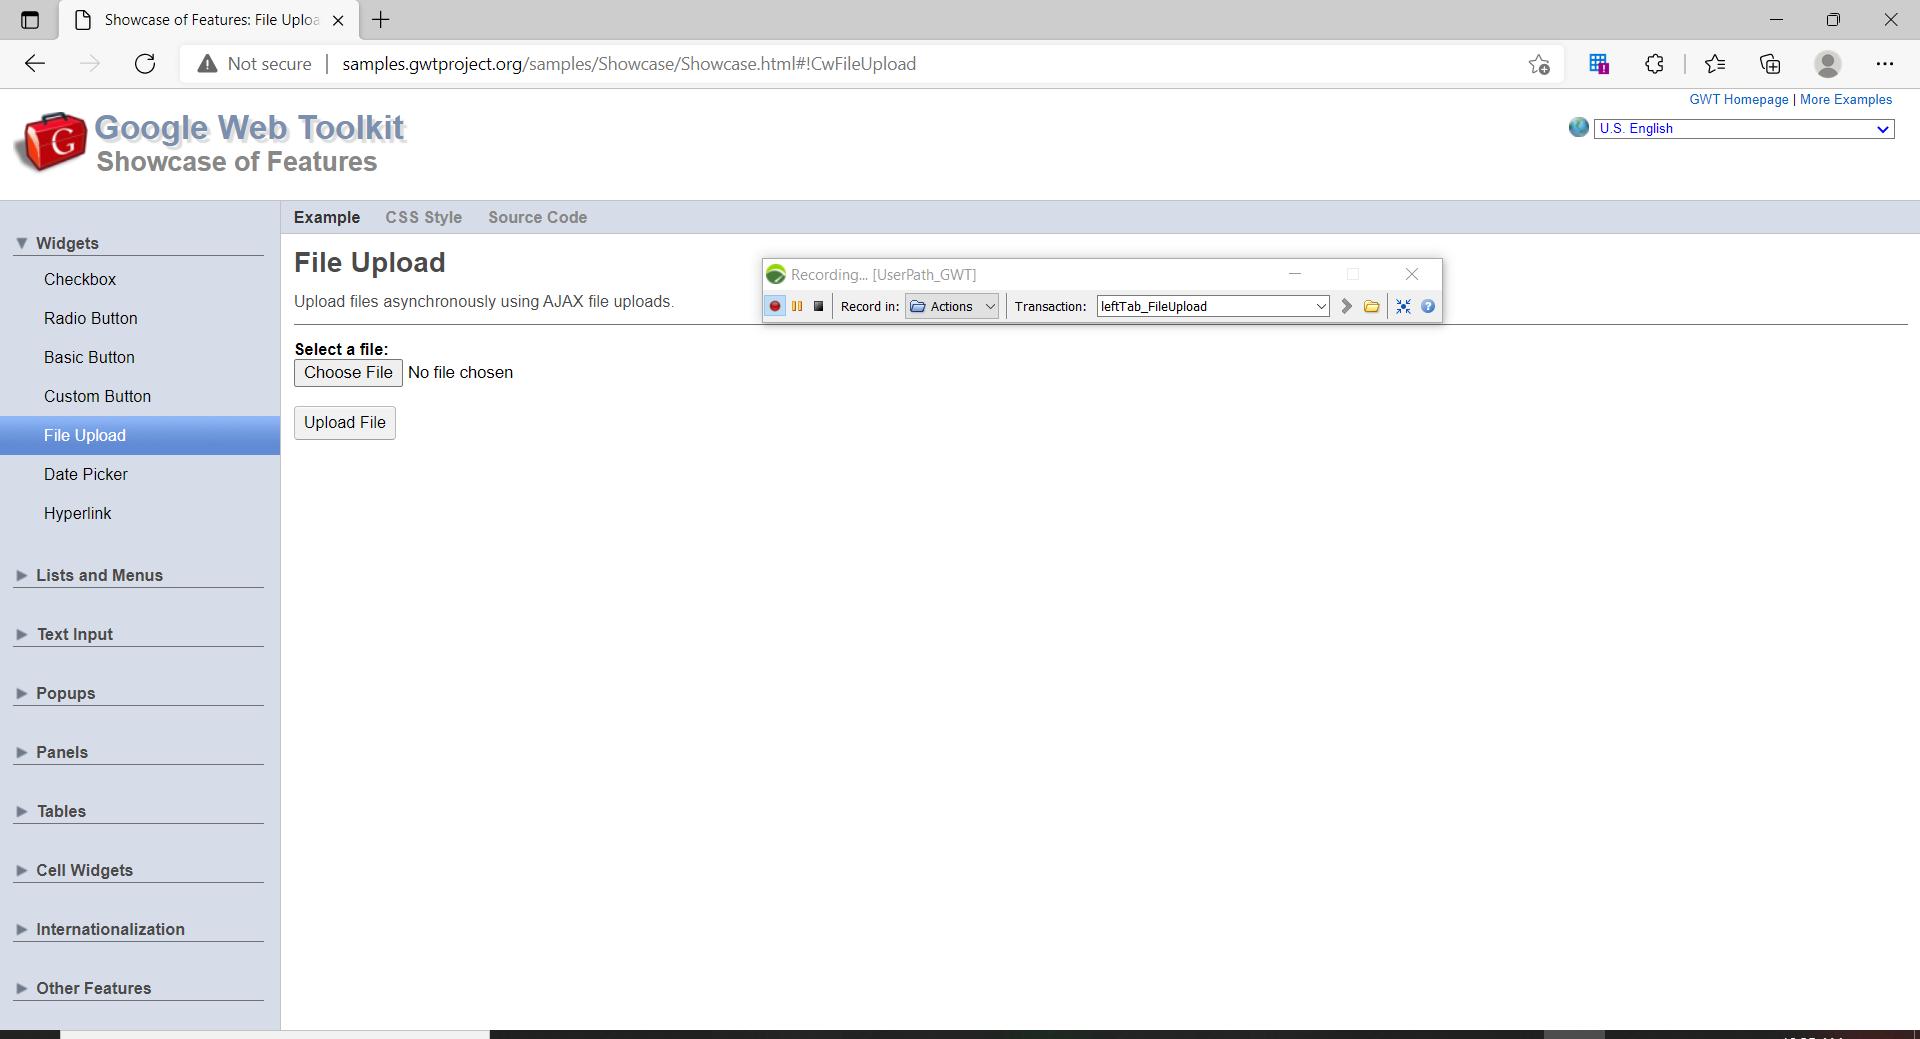 Showcase of Features: File Uploa
Not secure
samples.gwtproject.org/samples/Showcase/Showcase.html#!CwFileUpload
GWT Homepage | More Examples
G
Google Web Toolkit
Showcase of Features
U.S. English
Example CSS Style Source Code
Widgets
Checkbox
Radio Button
Basic Button
Custom Button
File Upload
Date Picker
Hyperlink
Lists and Menus
Text Input
Popups
Panels
Tables
Cell Widgets
Internationalization
Other Features
File Upload
Upload files asynchronously using AJAX file uploads.
Select a file:
Choose File No file chosen
Upload File
Recording... [UserPath_GWT]
Record in: Actions Transaction: leftTab_FileUpload